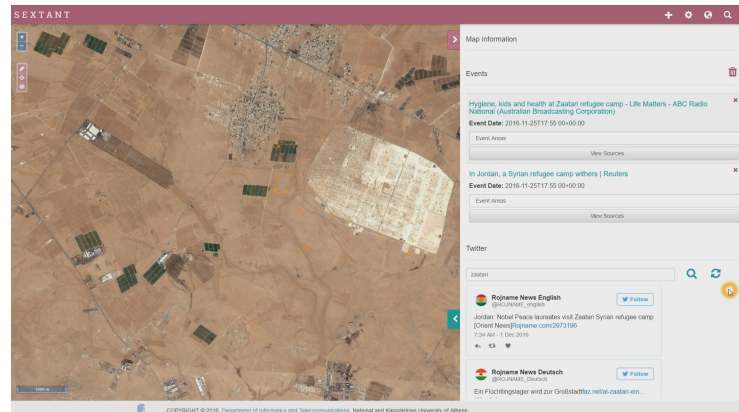 SEXTANT
Map Information
Events
Hygiene, kids and health at Zaatari refugee camp - Life Matters - ABC Radio
National (Australian Broadcasting Corporation)
Event Date: 2016-11-25T17:55:00+00:00
Event Areas
View Sources
In Jordan, a Syrian refugee camp withers | Reuters
Event Date: 2016-11-25T17:55:00+00:00
Event Areas
View Sources
Twitter
zaatari
Rojname News English
@ROJNAME_english
Follow
Jordan: Nobel Peace laureates visit Zaatari Syrian refugee camp
[Orient News]Rojname.com/2973196
7:34 AM - 1 Dec 2016
Rojname News Deutsch
@ROJNAME_Deutsch
Follow
Ein Flüchtlingslager wird zur Großstadtfaz.net/al-zaatari-ein...
1000 m
COPYRIGHT © 2016, Department of Informatics and Telecommunications, National and Kapodistrian University of Athens